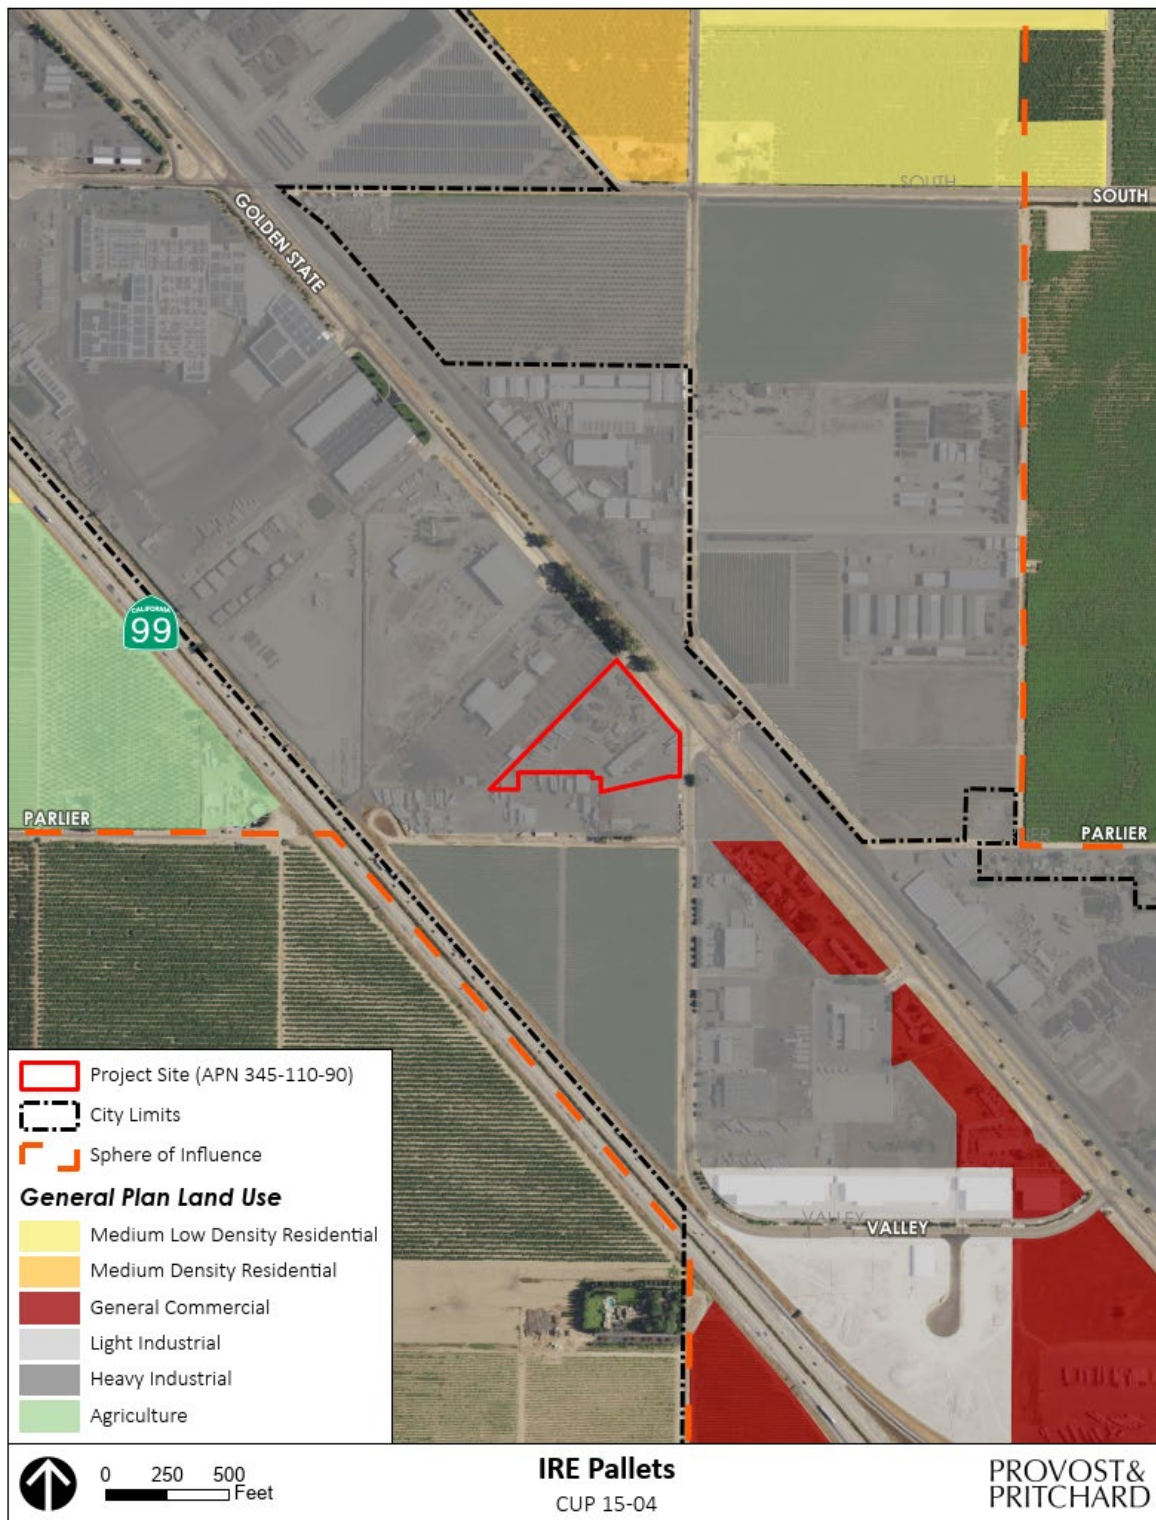 SOUTH
SOUTH
GOLDEN STATE
CALIFORNIA
99
PARLIER
PARLIER
VALLEY
VALLEY
Project Site (APN 345-110-90)
City Limits
Sphere of Influence
General Plan Land Use
Medium Low Density Residential
Medium Density Residential
General Commercial
Light Industrial
Heavy Industrial
Agriculture
0 250 500
Feet
IRE Pallets
CUP 15-04
PROVOST&
PRITCHARD